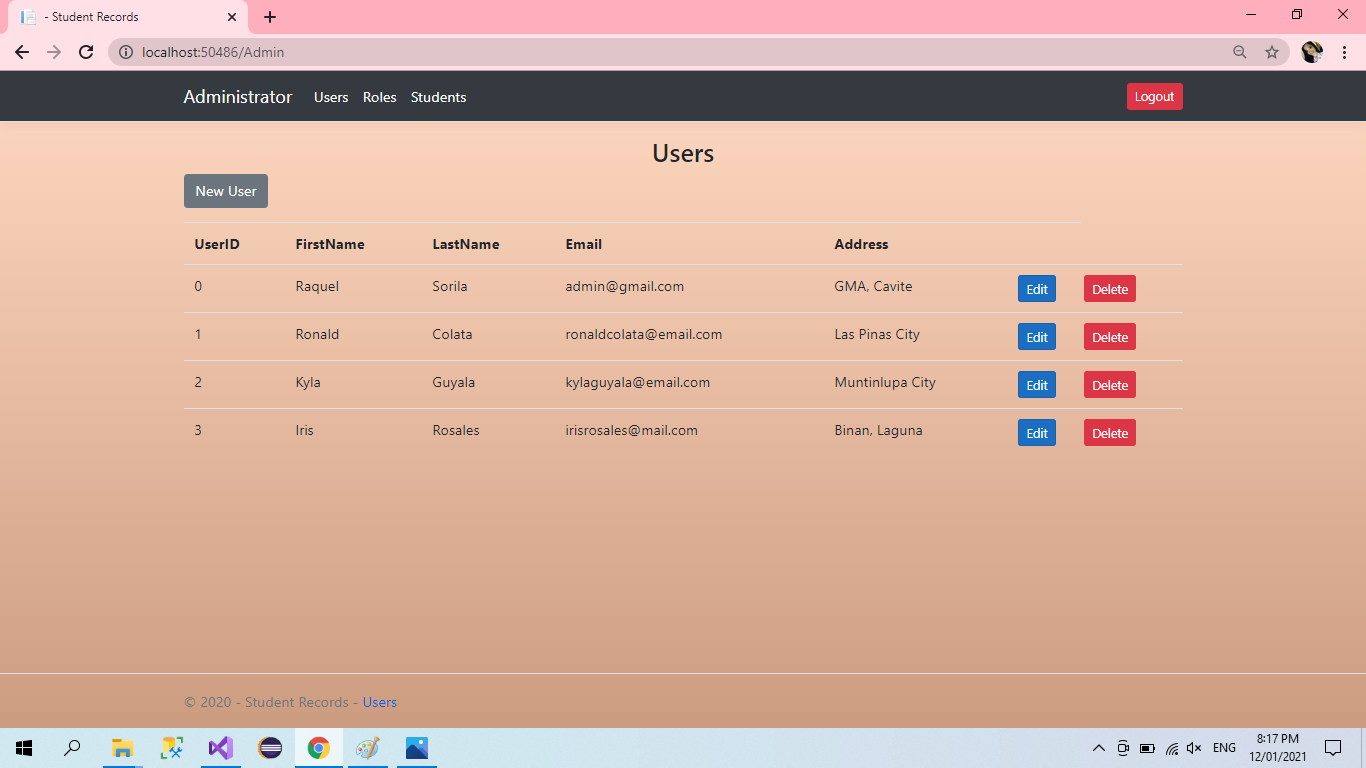 - Student Records
localhost:50486/Admin
Administrator Users Roles Students Logout
Users
New User
UserID FirstName LastName Email Address
0 Raquel Sorila admin@gmail.com GMA, Cavite Edit Delete
1 Ronald Colata ronaldcolata@email.com Las Pinas City Edit Delete
2 Kyla Guyala kylaguyala@email.com Muntinlupa City Edit Delete
3 Iris Rosales irisrosales@mail.com Binan, Laguna Edit Delete
© 2020 - Student Records - Users
ENG 8:17 PM
12/01/2021